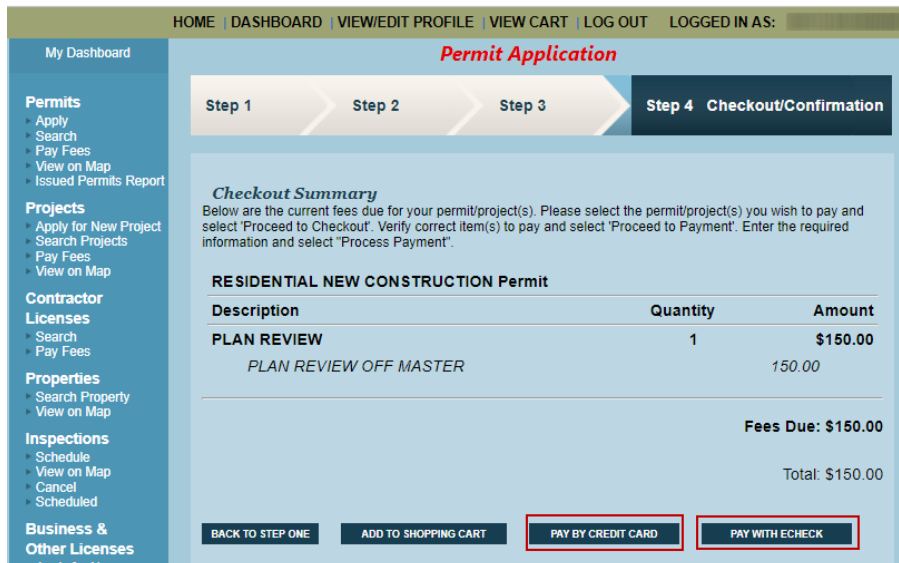 HOME | DASHBOARD | VIEW/EDIT PROFILE | VIEW CART | LOG OUT LOGGED IN AS:
My Dashboard
Permit Application
Permits
Apply
Search
Pay Fees
View on Map
Issued Permits Report
Projects
Apply for New Project
Search Projects
Pay Fees
View on Map
Contractor
Licenses
Search
Pay Fees
Properties
Search Property
View on Map
Inspections
Schedule
View on Map
Cancel
Scheduled
Business &
Other Licenses
Step 1 Step 2 Step 3 Step 4 Checkout/Confirmation
Checkout Summary
Below are the current fees due for your permit/project(s). Please select the permit/project(s) you wish to pay and
select 'Proceed to Checkout'. Verify correct item(s) to pay and select 'Proceed to Payment'. Enter the required
information and select "Process Payment".
RESIDENTIAL NEW CONSTRUCTION Permit
Description Quantity Amount
PLAN REVIEW 1 $150.00
PLAN REVIEW OFF MASTER 150.00
Fees Due: $150.00
Total: $150.00
BACK TO STEP ONE ADD TO SHOPPING CART PAY BY CREDIT CARD PAY WITH ECHECK